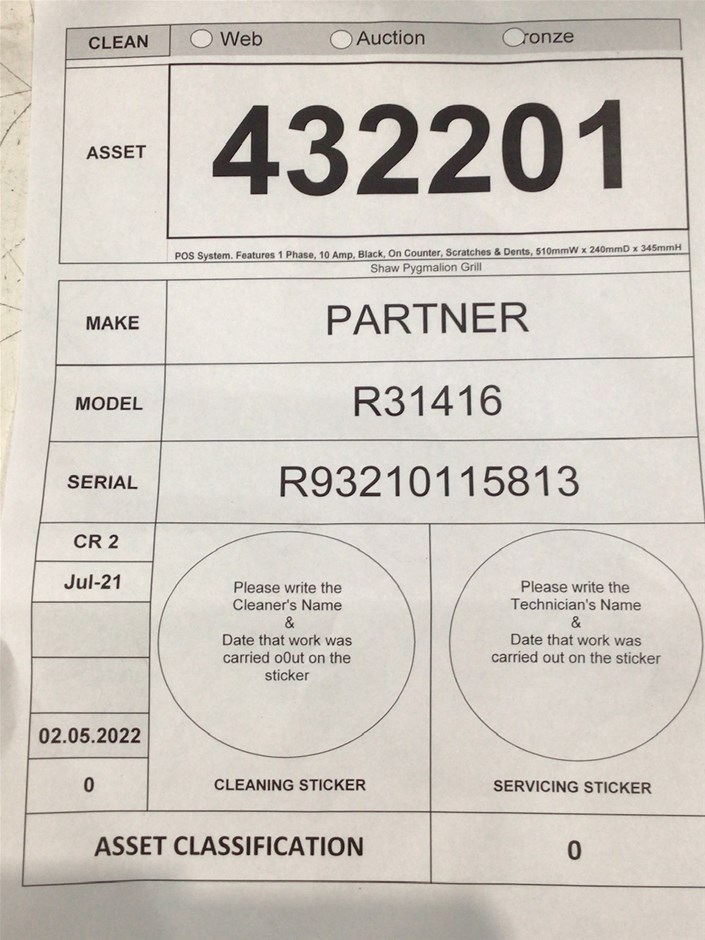 CLEAN Web Auction ronze
ASSET 432201
POS System. Features 1 Phase, 10 Amp, Black, On Counter, Scratches & Dents, 510mmW x 240mmD x 345mmH
Shaw Pygmalion Grill
MAKE PARTNER
MODEL R31416
SERIAL R93210115813
CR 2
Jul-21
02.05.2022
0
Please write the
Cleaner's Name
&
Date that work was
carried o0ut on the
sticker
CLEANING STICKER
Please write the
Technician's Name
&
Date that work was
carried out on the sticker
SERVICING STICKER
ASSET CLASSIFICATION 0